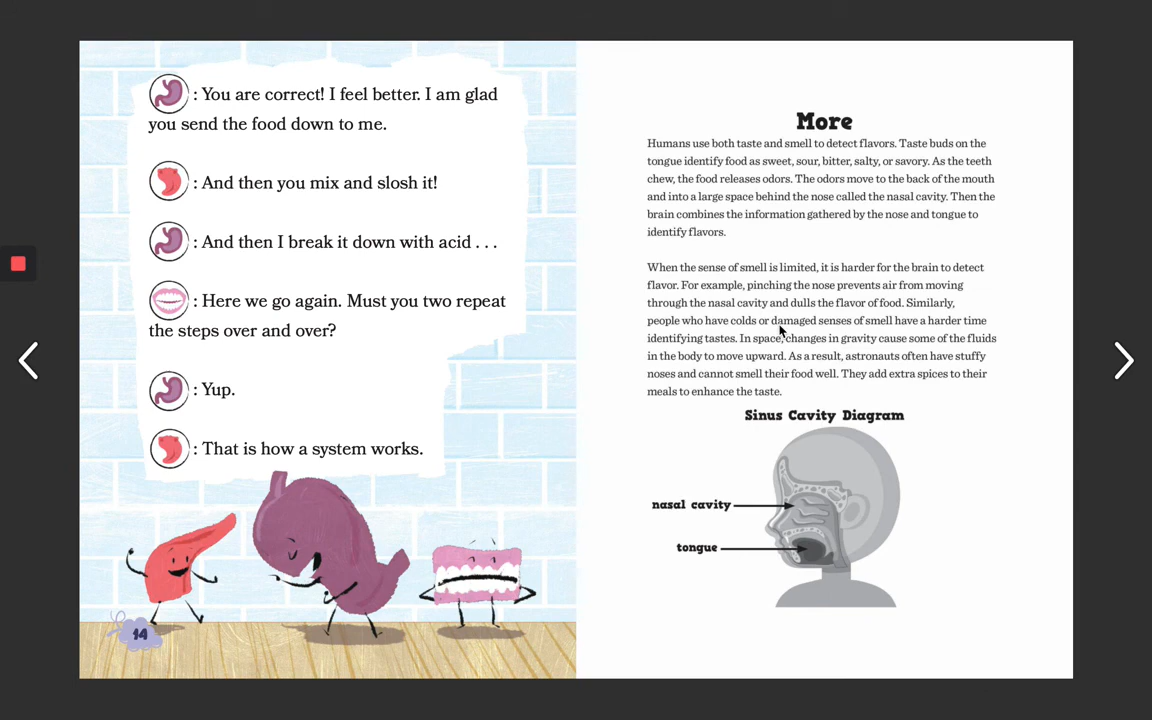 : You are correct! I feel better. I am glad
you send the food down to me.
: And then you mix and slosh it!
: And then I break it down with acid . . .
: Here we go again. Must you two repeat
the steps over and over?
: Yup.
: That is how a system works.
14
More
Humans use both taste and smell to detect flavors. Taste buds on the
tongue identify food as sweet, sour, bitter, salty, or savory. As the teeth
chew, the food releases odors. The odors move to the back of the mouth
and into a large space behind the nose called the nasal cavity. Then the
brain combines the information gathered by the nose and tongue to
identify flavors.
When the sense of smell is limited, it is harder for the brain to detect
flavor. For example, pinching the nose prevents air from moving
through the nasal cavity and dulls the flavor of food. Similarly,
people who have colds or damaged senses of smell have a harder time
identifying tastes. In space, changes in gravity cause some of the fluids
in the body to move upward. As a result, astronauts often have stuffy
noses and cannot smell their food well. They add extra spices to their
meals to enhance the taste.
Sinus Cavity Diagram
nasal cavity
tongue